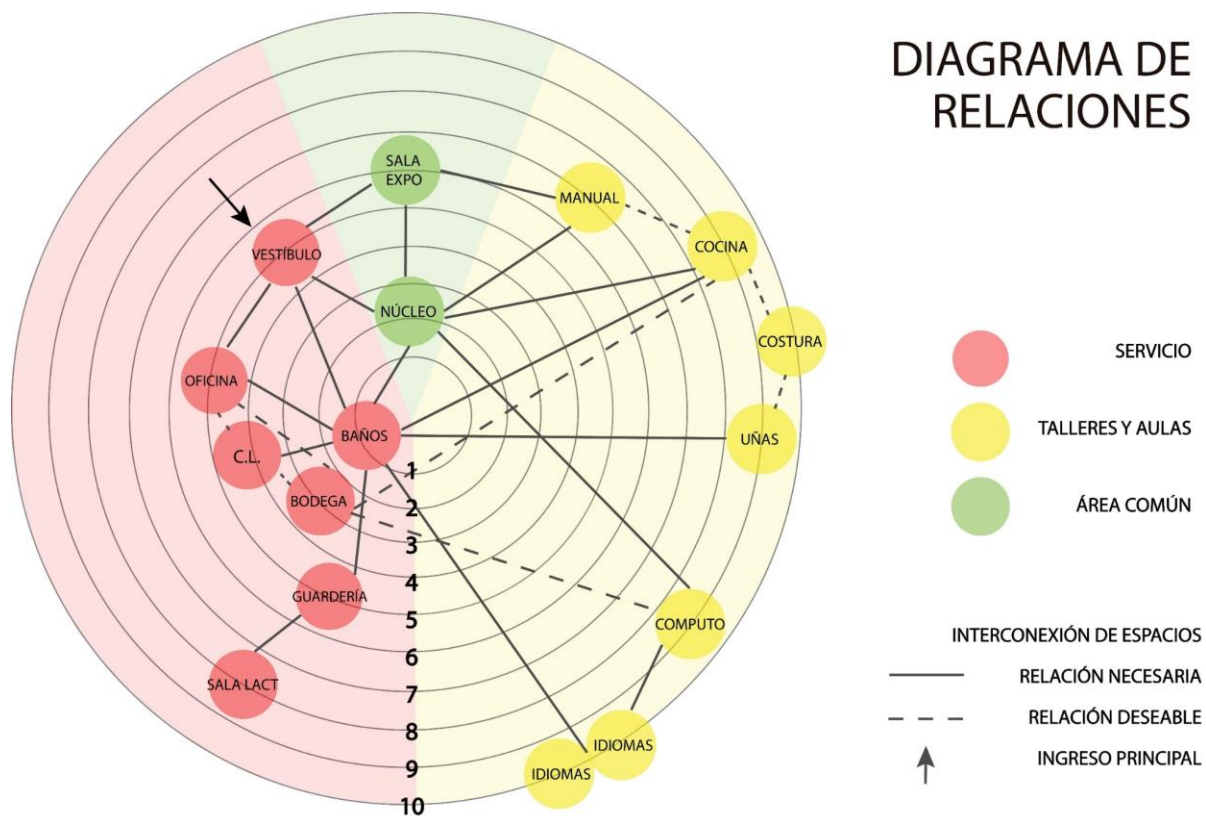 DIAGRAMA DE
RELACIONES
SALA
EXPO
MANUAL
VESTÍBULO
COCINA
NÚCLEO
COSTURA
OFICINA
BAÑOS
UÑAS
C.L.
BODEGA
GUARDERÍA
COMPUTO
SALA LACT
IDIOMAS
IDIOMAS
1
2
3
4
5
6
7
8
9
10
SERVICIO
TALLERES Y AULAS
ÁREA COMÚN
INTERCONEXIÓN DE ESPACIOS
RELACIÓN NECESARIA
RELACIÓN DESEABLE
INGRESO PRINCIPAL